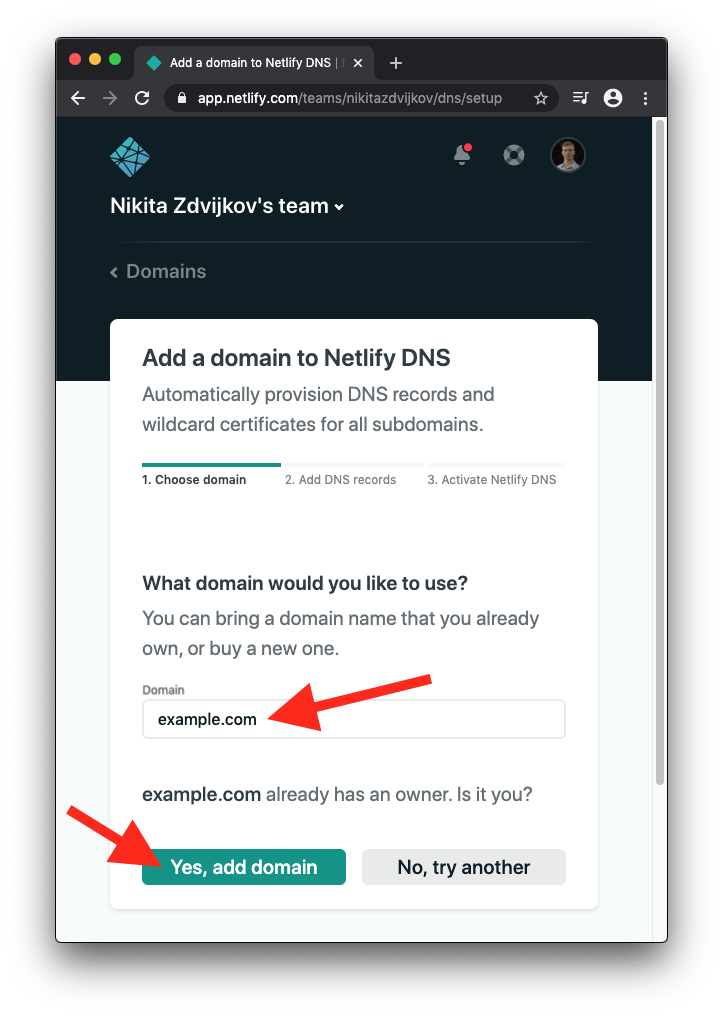 Add a domain to Netlify DNS |
app.netlify.com/teams/nikitazdvijkov/dns/setup
Nikita Zdvijkov's team
Domains
Add a domain to Netlify DNS
Automatically provision DNS records and
wildcard certificates for all subdomains.
1. Choose domain 2. Add DNS records 3. Activate Netlify DNS
What domain would you like to use?
You can bring a domain name that you already
own, or buy a new one.
Domain
example.com
example.com already has an owner. Is it you?
Yes, add domain No, try another